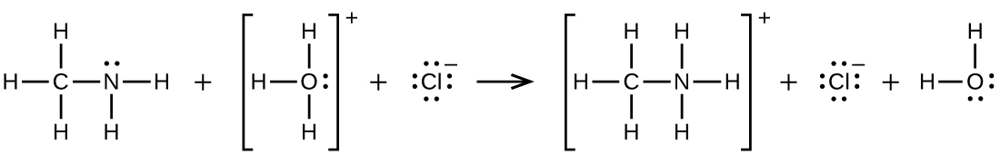 H H + H H +
H C N H + [ H O ] + Cl − → [ H C N H ] + Cl − + H O
H H H H H